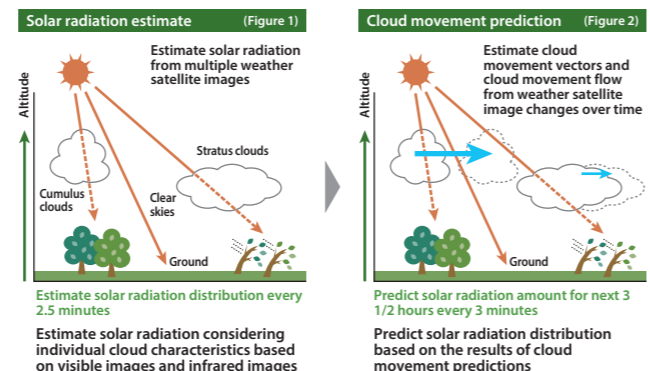 Solar radiation estimate (Figure 1)
Estimate solar radiation
from multiple weather
satellite images
Altitude
Stratus clouds
Cumulus
clouds
Clear
skies
Ground
Estimate solar radiation distribution every
2.5 minutes
Estimate solar radiation considering
individual cloud characteristics based
on visible images and infrared images
Cloud movement prediction (Figure 2)
Estimate cloud
movement vectors and
cloud movement flow
from weather satellite
image changes over time
Altitude
Ground
Predict solar radiation amount for next 3
1/2 hours every 3 minutes
Predict solar radiation distribution
based on the results of cloud
movement predictions